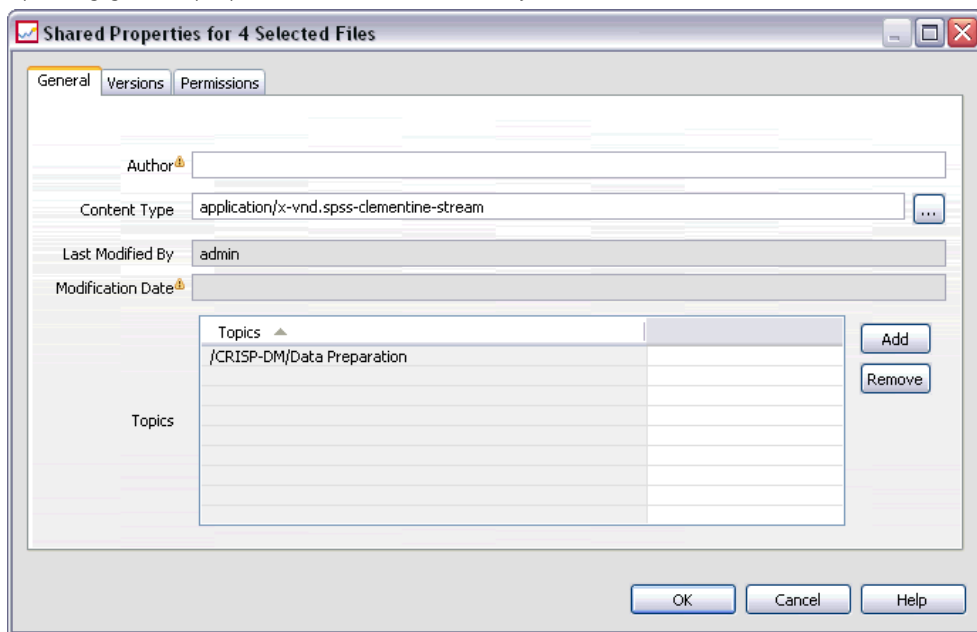 Shared Properties for 4 Selected Files
General Versions Permissions
Author
Content Type application/x-vnd.spss-clementine-stream ...
Last Modified By admin
Modification Date
Topics
/CRISP-DM/Data Preparation
Add
Remove
Topics
OK Cancel Help